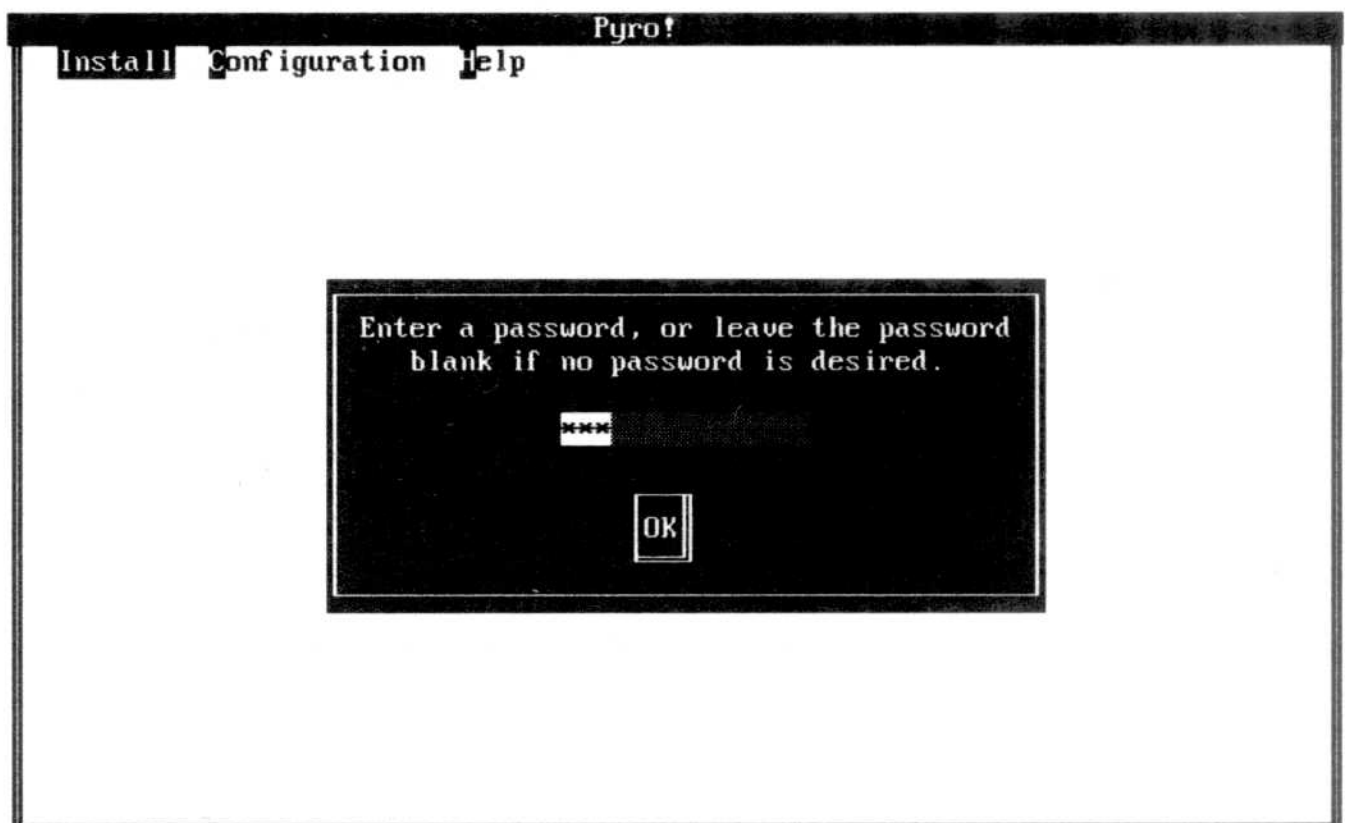 Pyro!
Install Configuration Help
Enter a password, or leave the password
blank if no password is desired.
***
OK